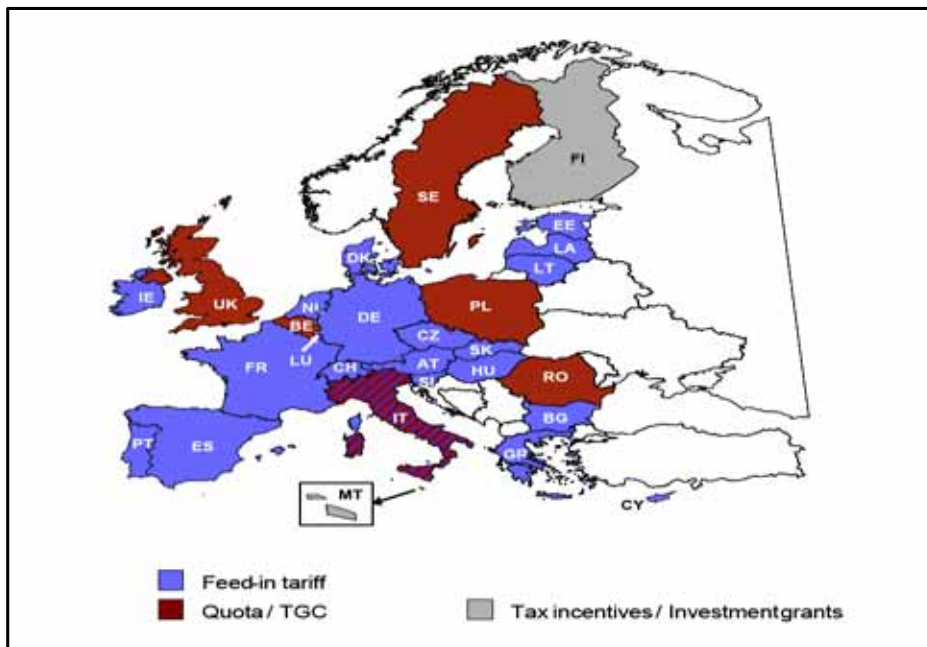 FI
SE
EE
LA
LT
DK
IE
UK
NI
DE
PL
BE
CZ
LU
SK
FR
CH
AT
HU
SI
RO
IT
BG
PT
ES
GR
MT
CY
Feed-in tariff
Quota / TGC
Tax incentives / Investmentgrants